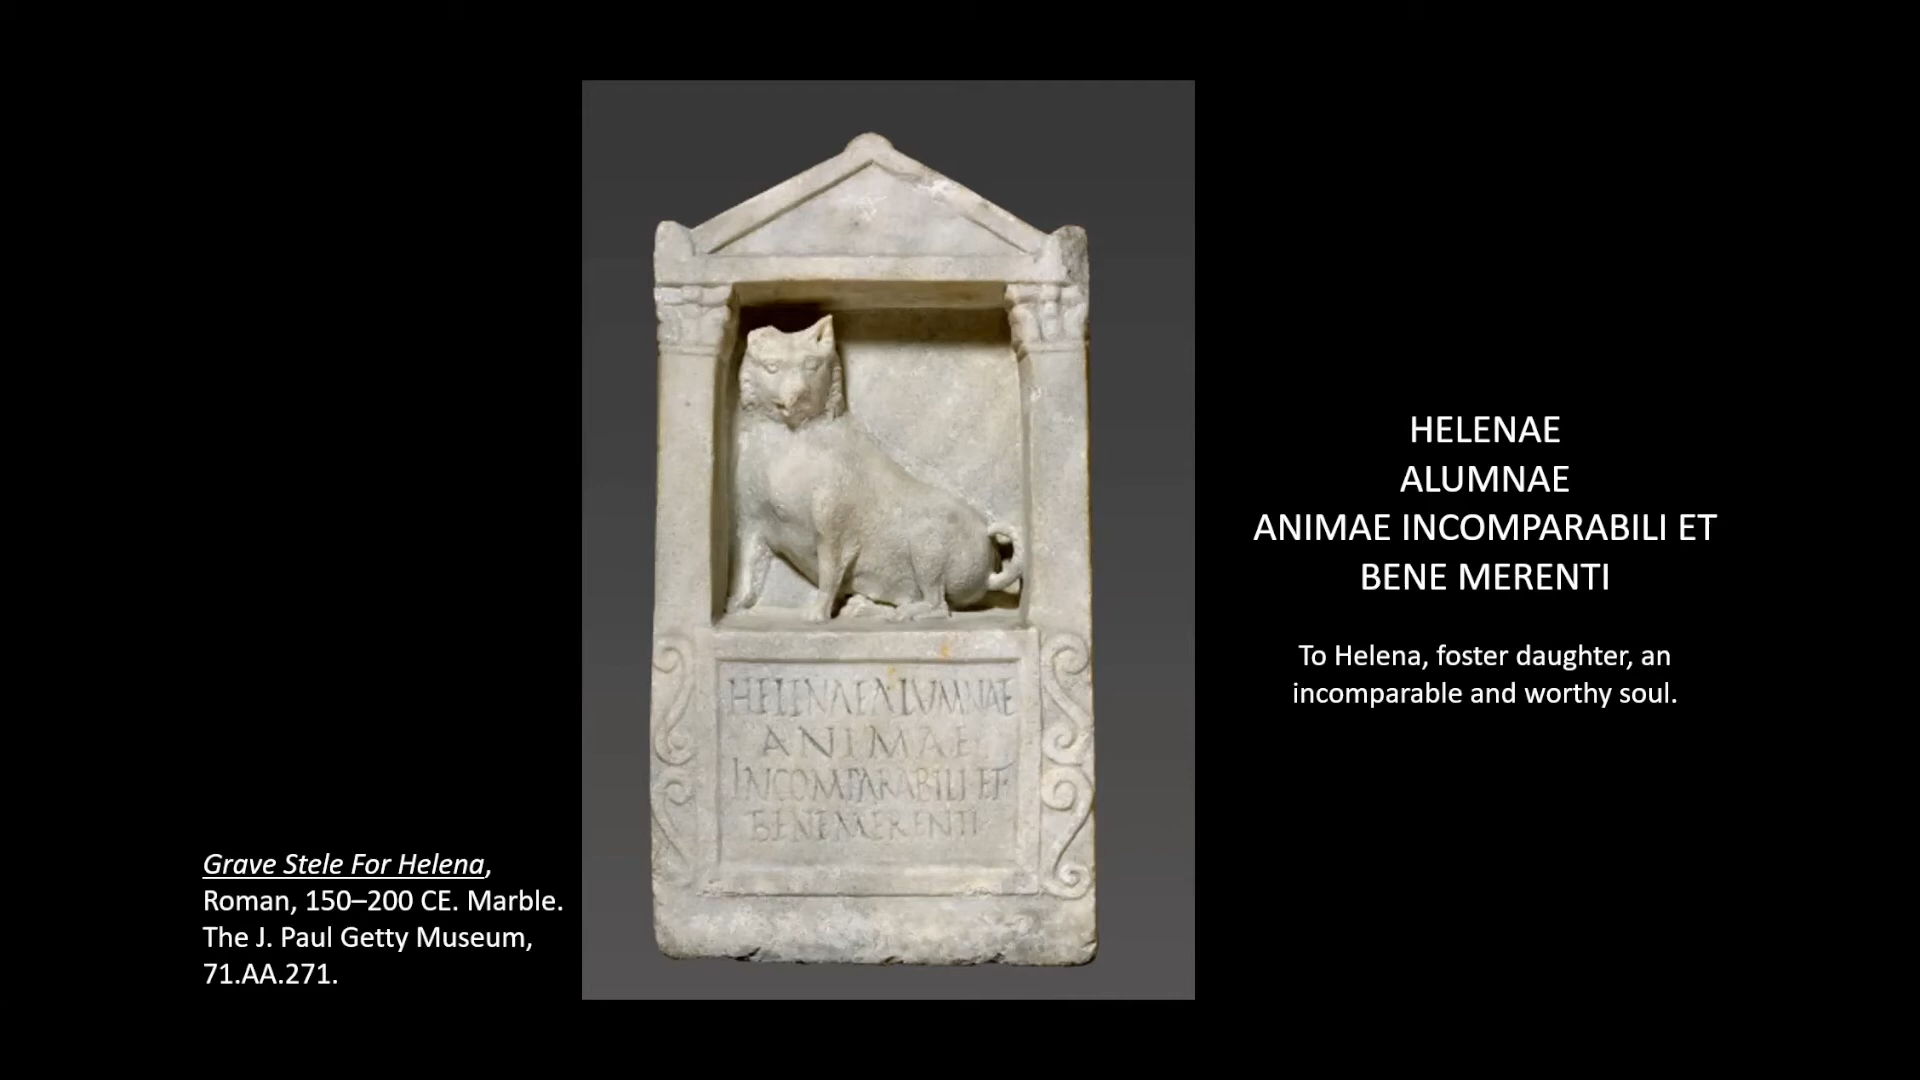 HELENAE ALUMNAE
ANIMAE
INCOMPARABILI ET
BENE MERENTI
HELENAE
ALUMNAE
ANIMAE INCOMPARABILI ET
BENE MERENTI
To Helena, foster daughter, an
incomparable and worthy soul.
Grave Stele For Helena,
Roman, 150–200 CE. Marble.
The J. Paul Getty Museum,
71.AA.271.